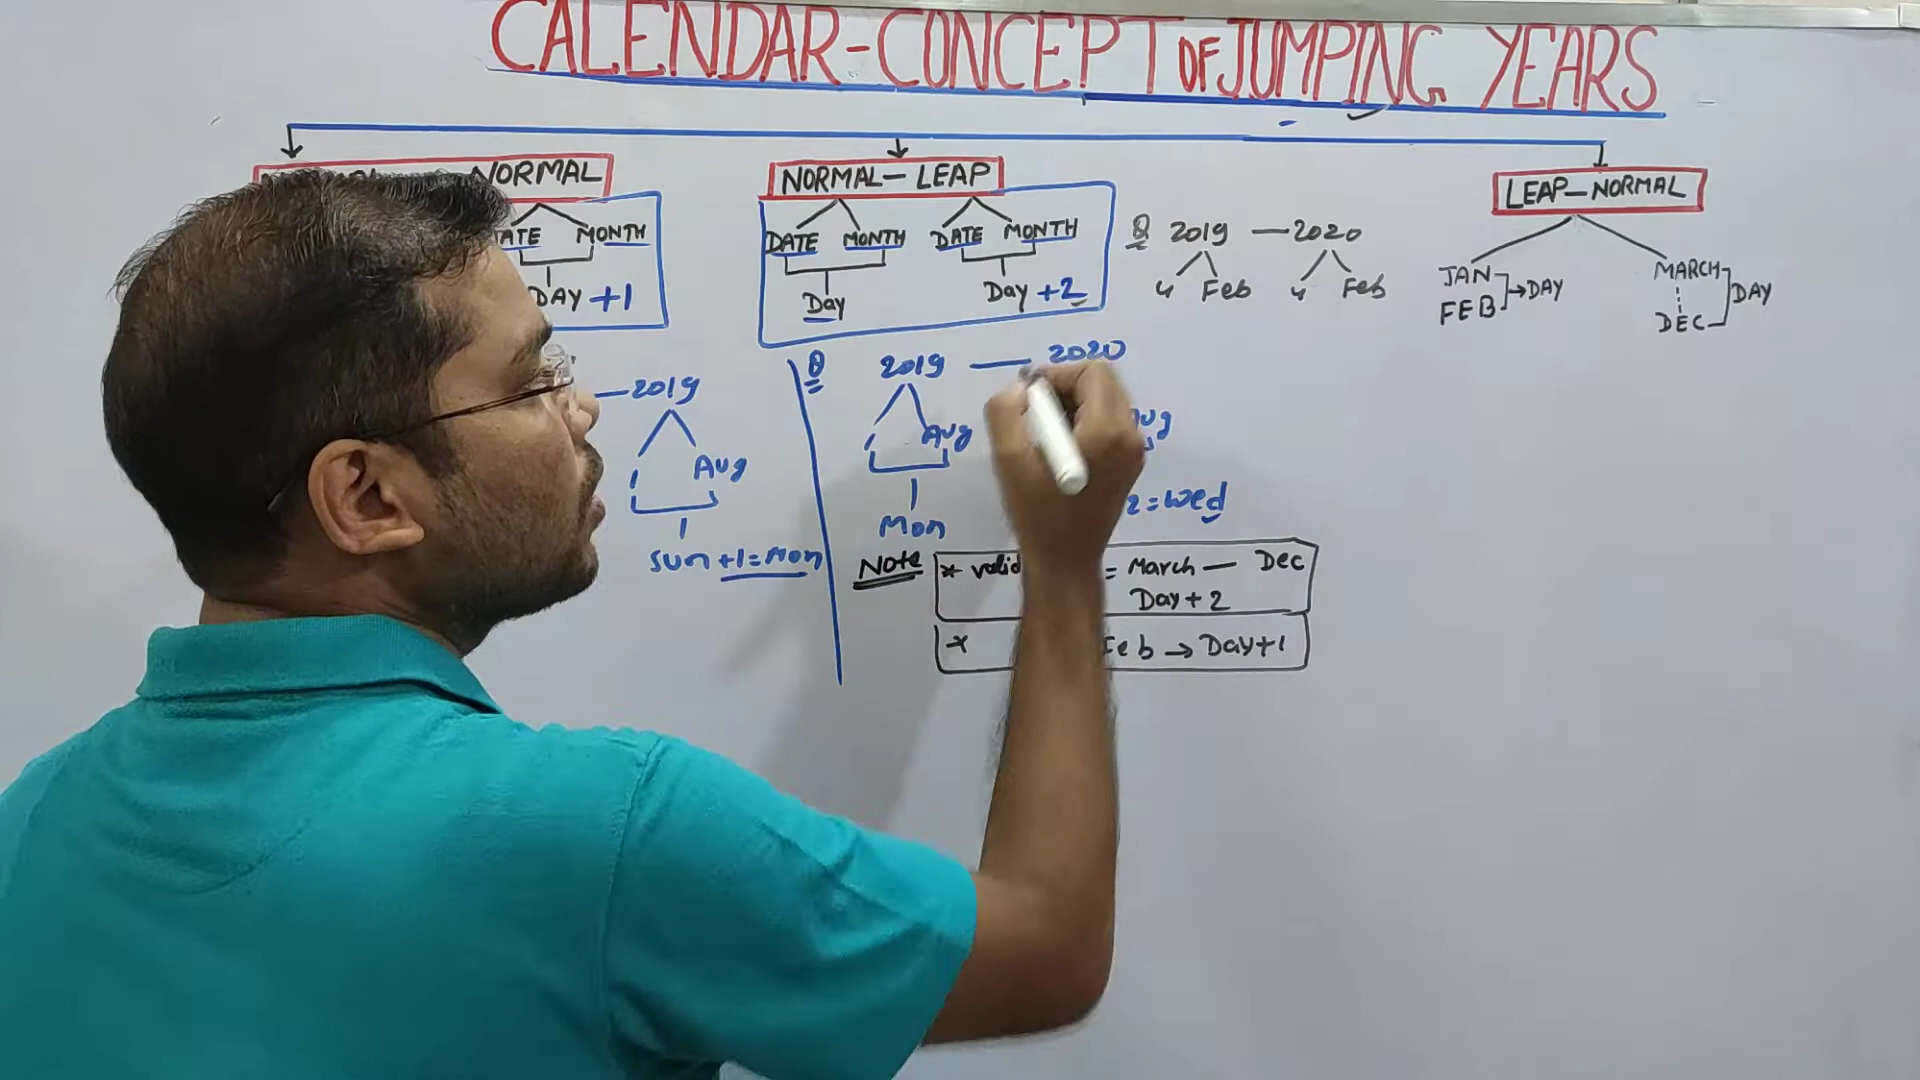 CALENDAR-CONCEPT OF JUMPING YEARS
NORMAL
DATE MONTH
DAY +1
NORMAL - LEAP
DATE MONTH DATE MONTH
Day Day +2
Q 2019 - 2020
4 Feb 4 Feb
LEAP-NORMAL
JAN
FEB → DAY
MARCH
DEC DAY
- 2019
1 Aug
Sun +1 = Mon
Q 2019 - 2020
1 Aug Aug
Mon 2 = Wed
Note * valid = March - Dec
Day + 2
* Feb → Day+1